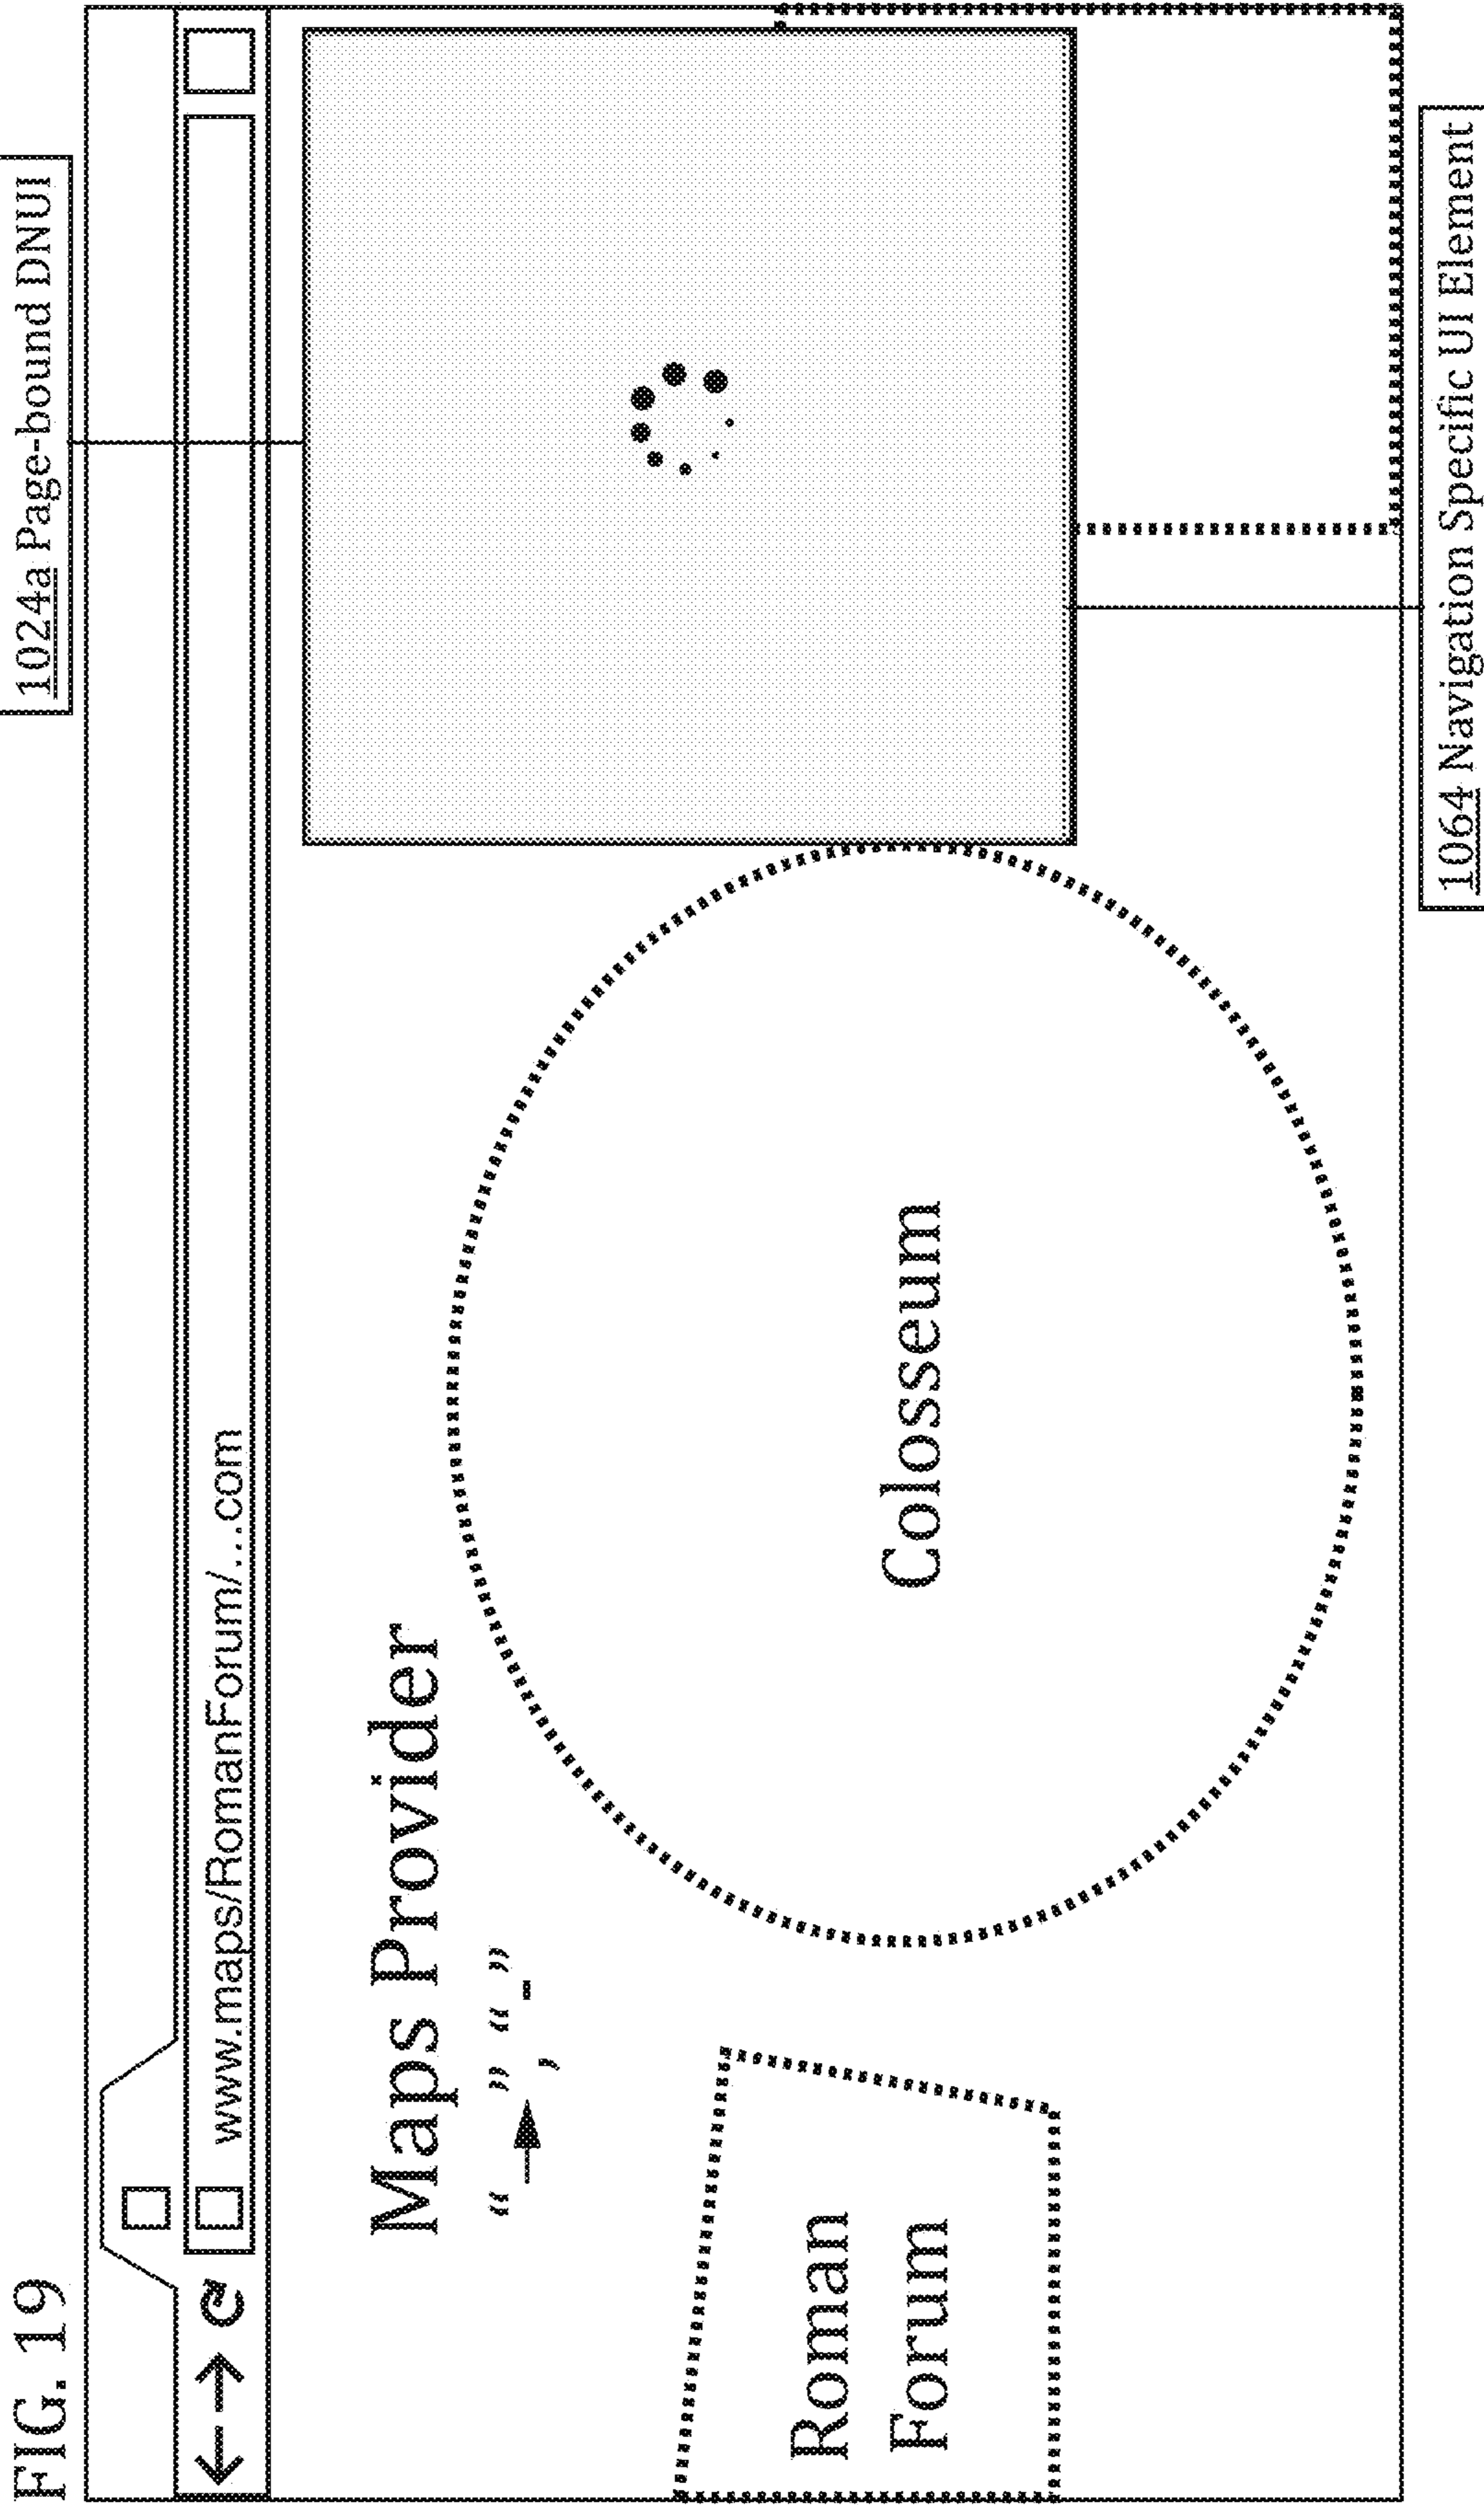 FIG. 19
1024a Page-bound DNUI
www.maps/RomanForum/...com
Maps Provider
“ → ” “ - ”
,
Roman
Forum
Colosseum
1064 Navigation Specific UI Element